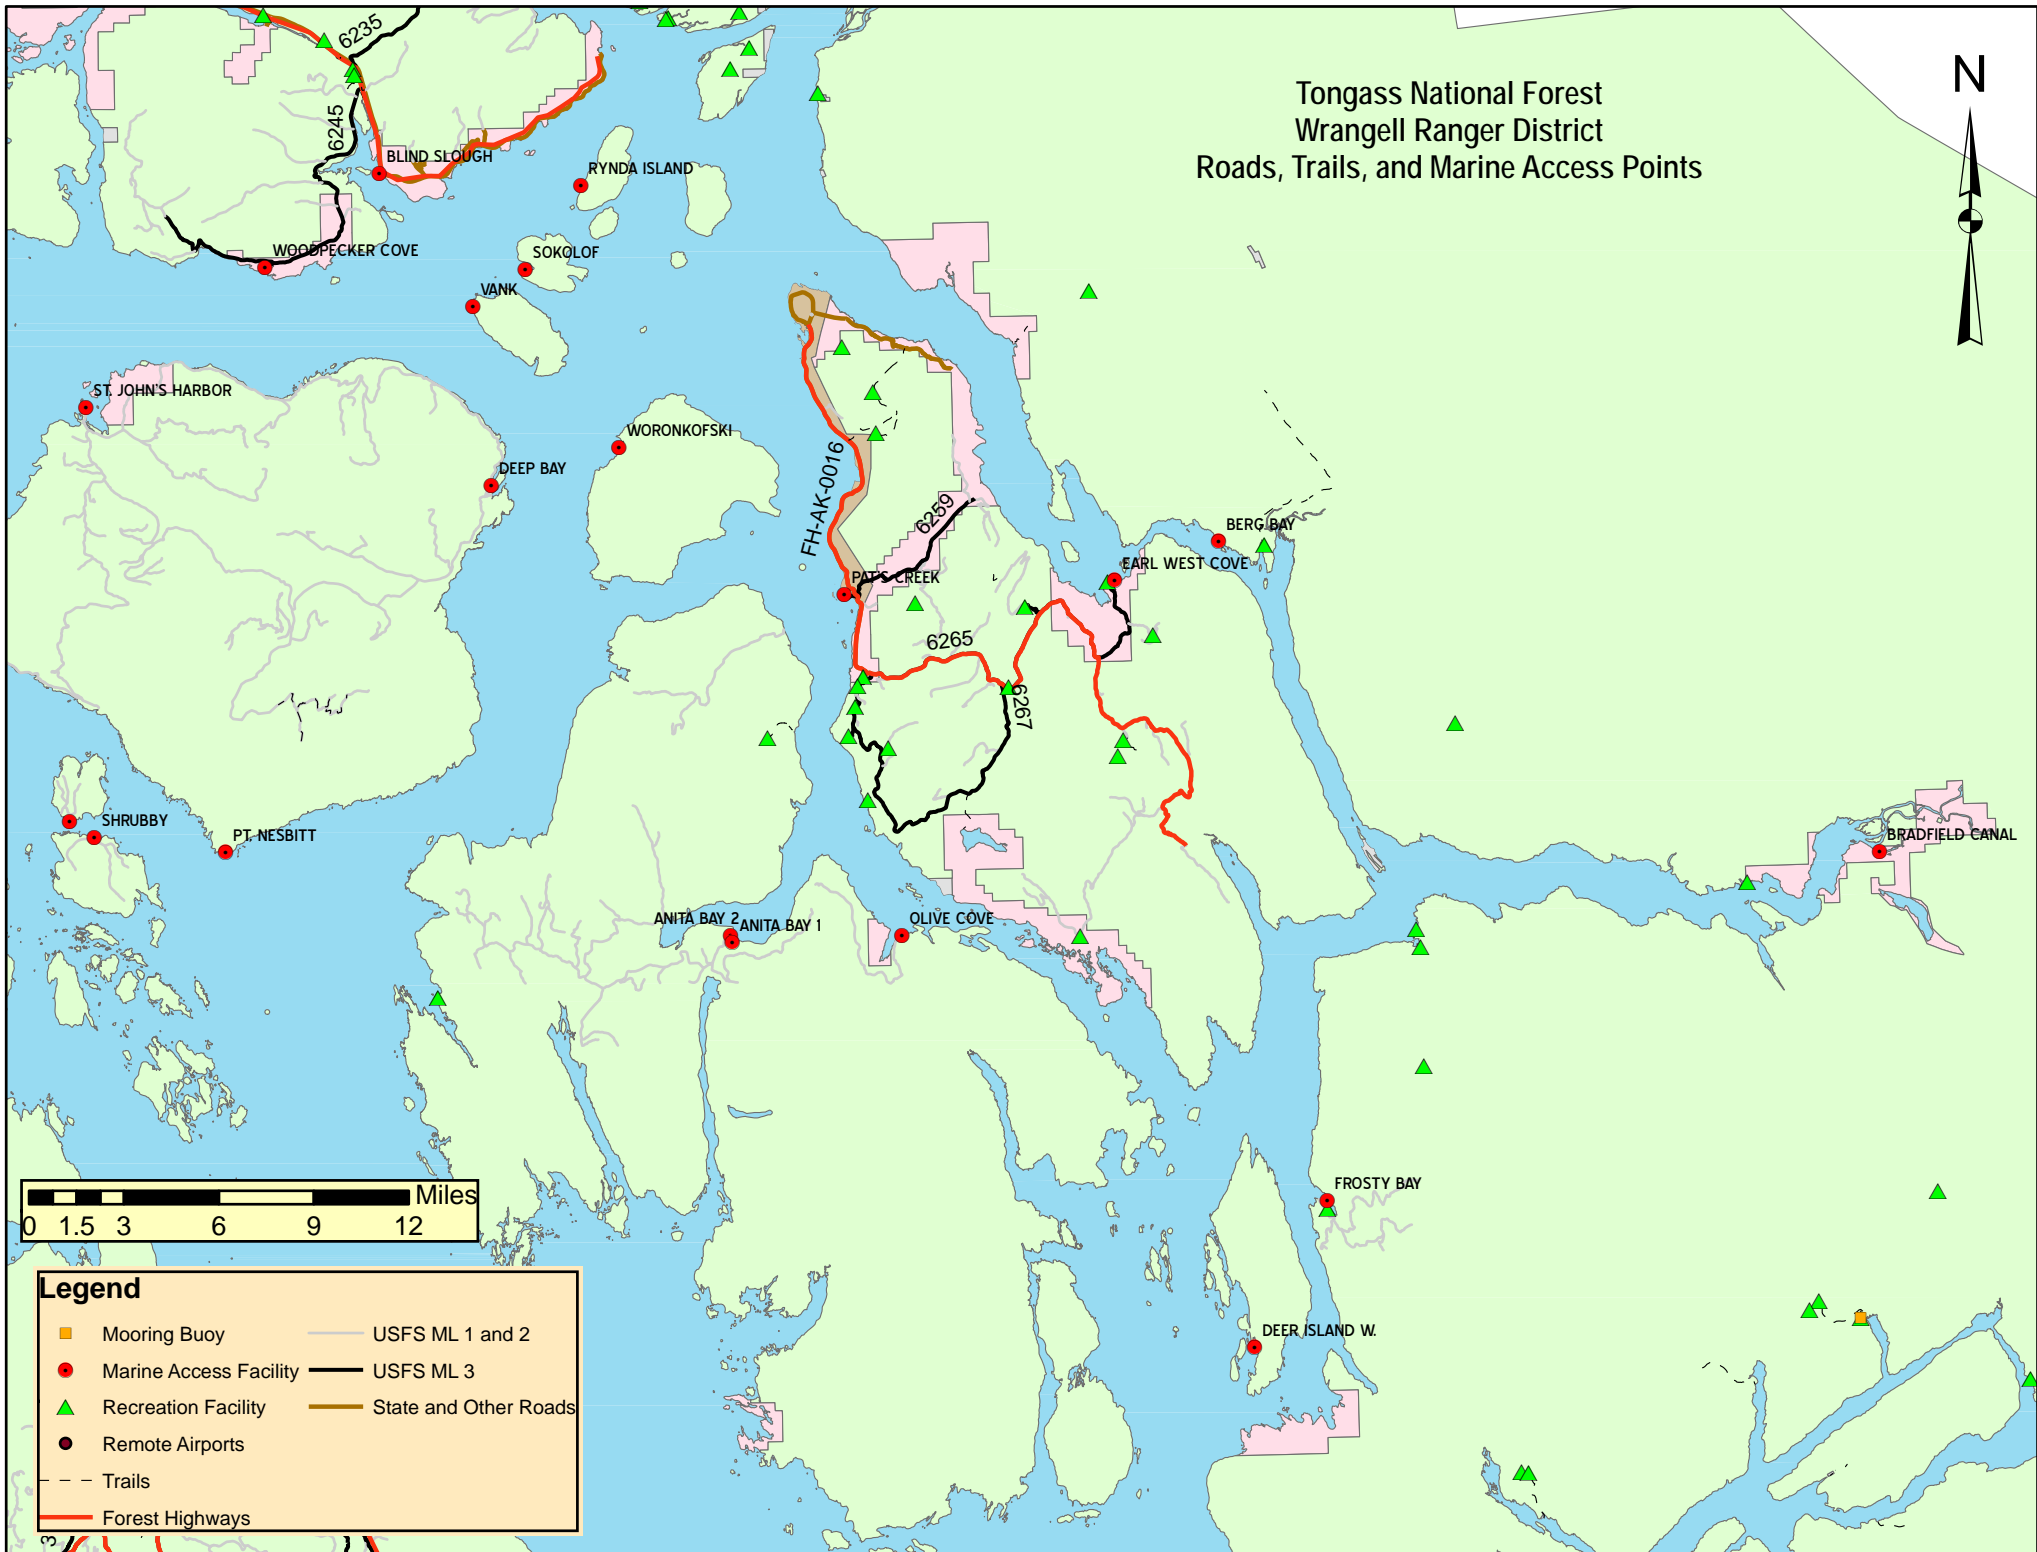 Tongass National Forest
Wrangell Ranger District
Roads, Trails, and Marine Access Points
N
6235
6245
BLIND SLOUGH
RYNDA ISLAND
WOODPECKER COVE
SOKOLOF
VANK
ST. JOHN'S HARBOR
WORONKOFSKI
DEEP BAY
FH-AK-0016
6259
BERG BAY
EARL WEST COVE
PAT'S CREEK
6265
6267
SHRUBBY
PT. NESBITT
BRADFIELD CANAL
ANITA BAY 2
ANITA BAY 1
OLIVE COVE
FROSTY BAY
DEER ISLAND W.
Miles
0 1.5 3 6 9 12
Legend
Mooring Buoy
USFS ML 1 and 2
Marine Access Facility
USFS ML 3
Recreation Facility
State and Other Roads
Remote Airports
Trails
Forest Highways
3